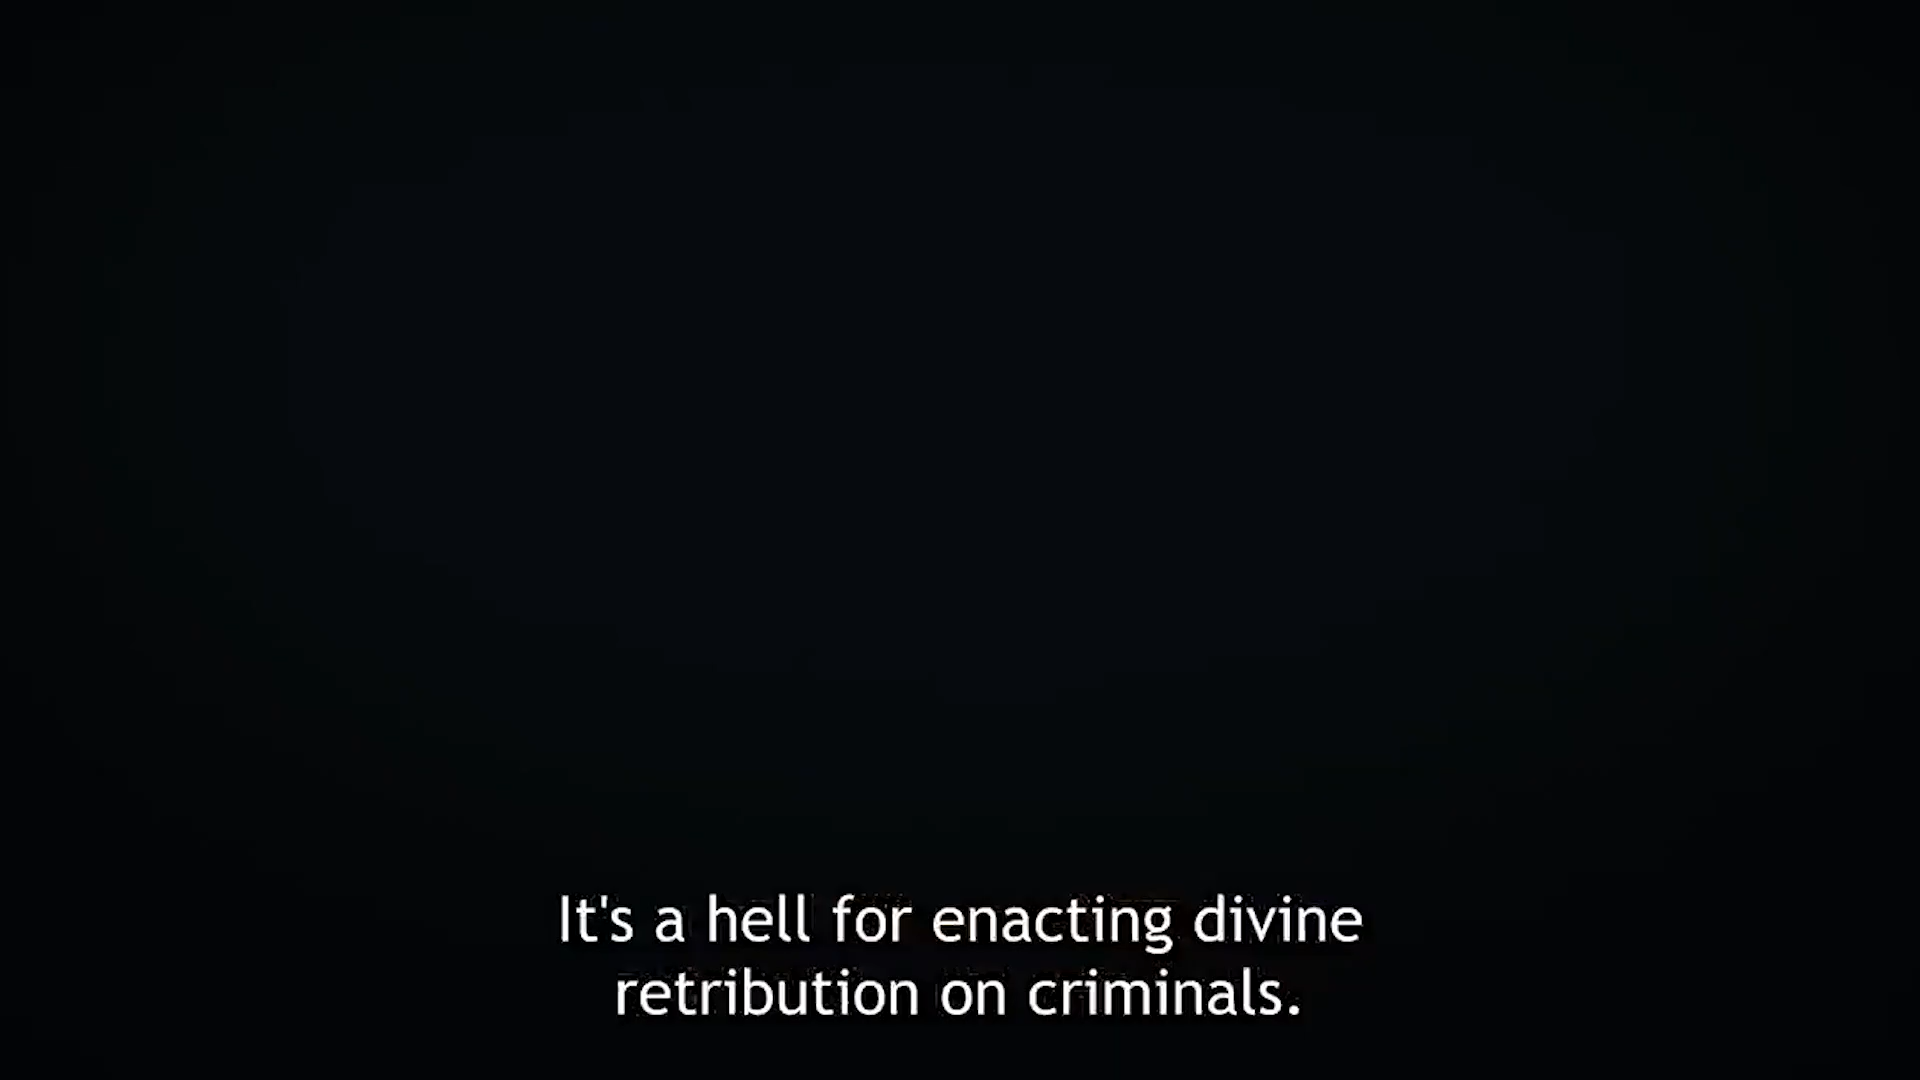 It's a hell for enacting divine
retribution on criminals.